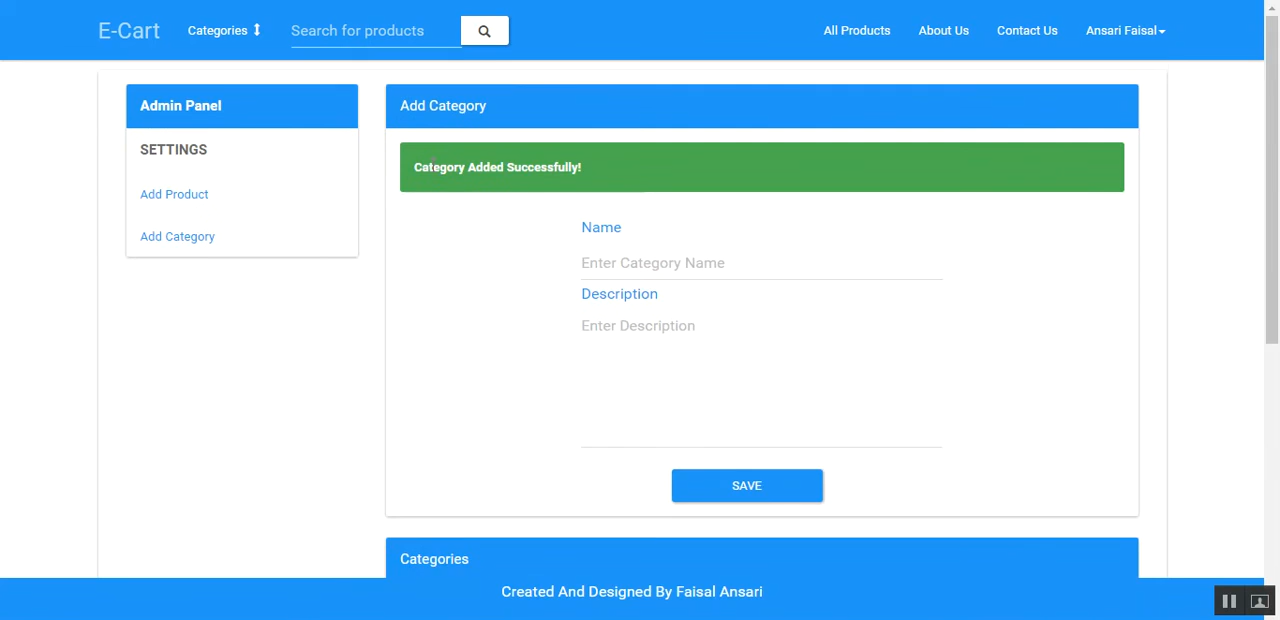 E-Cart
Categories
Search for products
All Products
About Us
Contact Us
Ansari Faisal
Admin Panel
SETTINGS
Add Product
Add Category
Add Category
Category Added Successfully!
Name
Enter Category Name
Description
Enter Description
SAVE
Categories
Created And Designed By Faisal Ansari